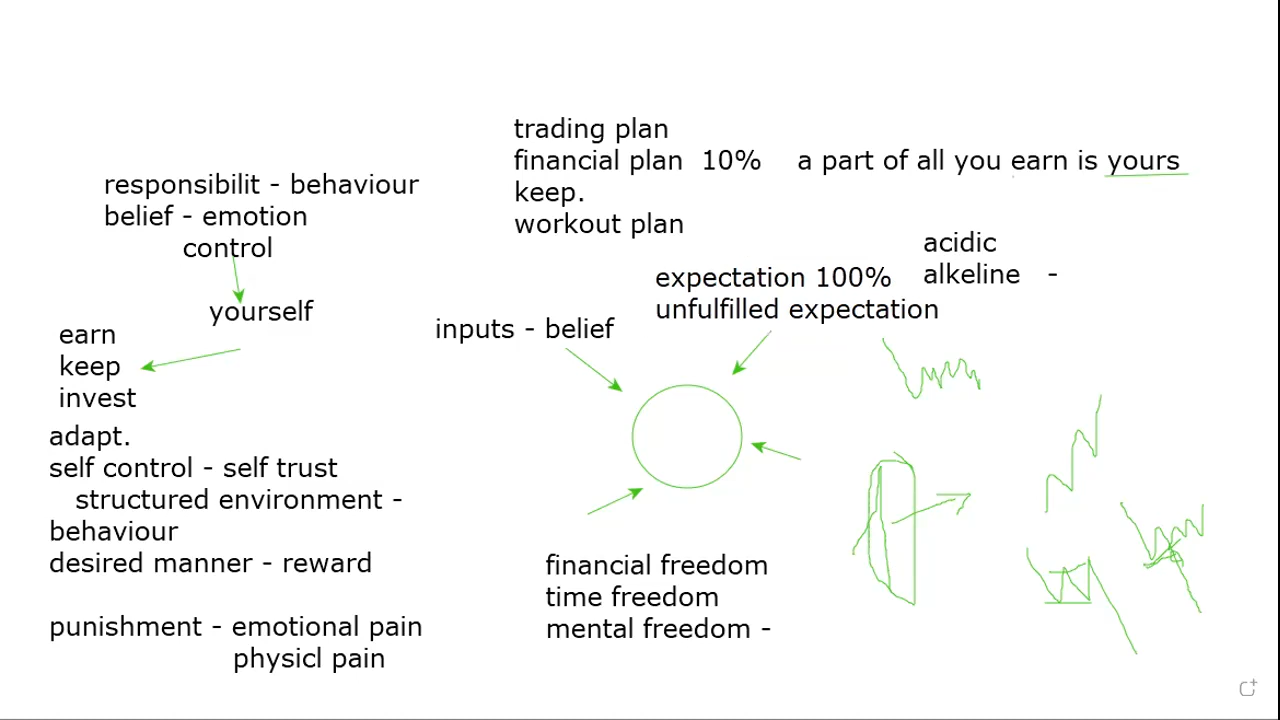 trading plan
financial plan  10%    a part of all you earn is yours
keep.
workout plan
responsibilit - behaviour
belief - emotion
control
yourself
earn
keep
invest
adapt.
self control - self trust
structured environment -
behaviour
desired manner - reward
punishment - emotional pain
physicl pain
acidic
alkeline   -
expectation 100%
unfulfilled expectation
inputs - belief
financial freedom
time freedom
mental freedom -